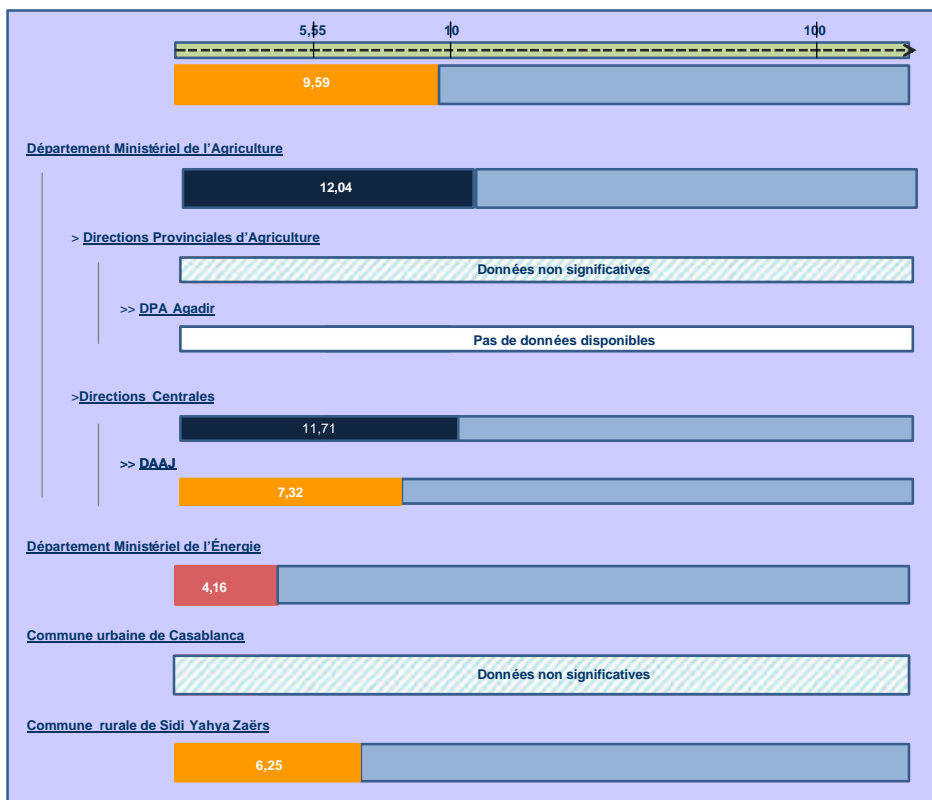 5,55 10 100
9,59
Département Ministériel de l'Agriculture
12,04
> Directions Provinciales d'Agriculture
Données non significatives
>> DPA Agadir
Pas de données disponibles
>Directions Centrales
11,71
>> DAAJ
7,32
Département Ministériel de l'Énergie
4,16
Commune urbaine de Casablanca
Données non significatives
Commune rurale de Sidi Yahya Zaërs
6,25